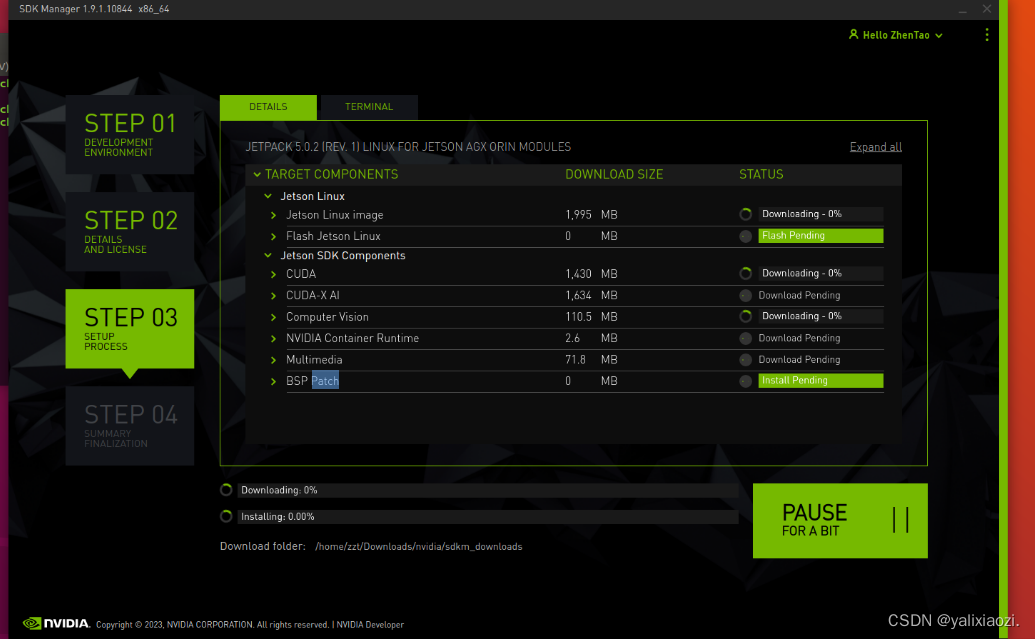 SDK Manager 1.9.1.10844 x86_64
Hello ZhenTao
STEP 01
DEVELOPMENT
ENVIRONMENT
STEP 02
DETAILS
AND LICENSE
STEP 03
SETUP
PROCESS
STEP 04
SUMMARY
FINALIZATION
DETAILS TERMINAL
JETPACK 5.0.2 (REV. 1) LINUX FOR JETSON AGX ORIN MODULES Expand all
TARGET COMPONENTS DOWNLOAD SIZE STATUS
Jetson Linux
Jetson Linux image 1,995 MB Downloading - 0%
Flash Jetson Linux 0 MB Flash Pending
Jetson SDK Components
CUDA 1,430 MB Downloading - 0%
CUDA-X AI 1,634 MB Download Pending
Computer Vision 110.5 MB Downloading - 0%
NVIDIA Container Runtime 2.6 MB Download Pending
Multimedia 71.8 MB Download Pending
BSP Patch 0 MB Install Pending
Downloading: 0%
Installing: 0.00%
Download folder: /home/zzt/Downloads/nvidia/sdkm_downloads
PAUSE
FOR A BIT
NVIDIA. Copyright © 2023, NVIDIA CORPORATION. All rights reserved. | NVIDIA Developer
CSDN @yalixiaozi.